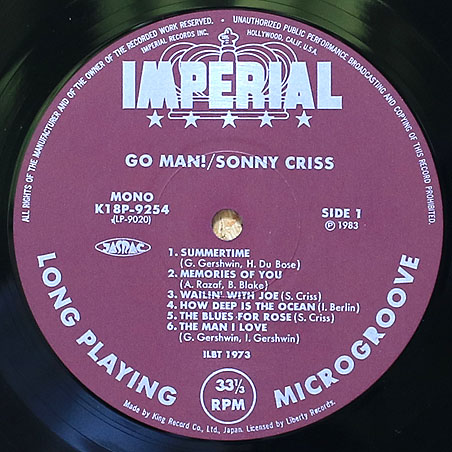 ALL RIGHTS OF THE MANUFACTURER AND OF THE OWNER OF THE RECORDED WORK RESERVED. • UNAUTHORIZED PUBLIC PERFORMANCE BROADCASTING AND COPYING OF THIS RECORD PROHIBITED.
IMPERIAL RECORDS INC. HOLLYWOOD, CALIF. U.S.A.
IMPERIAL
GO MAN!/SONNY CRISS
MONO
K18P-9254
(LP-9020)
SIDE 1
Ⓟ 1983
JASRAC
1. SUMMERTIME
(G. Gershwin, H. Du Bose)
2. MEMORIES OF YOU
(A. Razaf, B. Blake)
3. WAILIN' WITH JOE (S. Criss)
4. HOW DEEP IS THE OCEAN (I. Berlin)
5. THE BLUES FOR ROSE (S. Criss)
6. THE MAN I LOVE
(G. Gershwin, I. Gershwin)
ILBT 1973
LONG PLAYING
33⅓
RPM
MICROGROOVE
Made by King Record Co., Ltd., Japan. Licensed by Liberty Records.